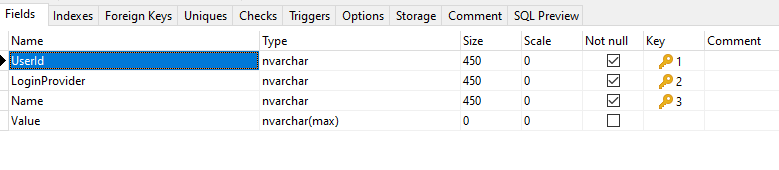 Fields Indexes Foreign Keys Uniques Checks Triggers Options Storage Comment SQL Preview
Name Type Size Scale Not null Key Comment
UserId nvarchar 450 0 1
LoginProvider nvarchar 450 0 2
Name nvarchar 450 0 3
Value nvarchar(max) 0 0